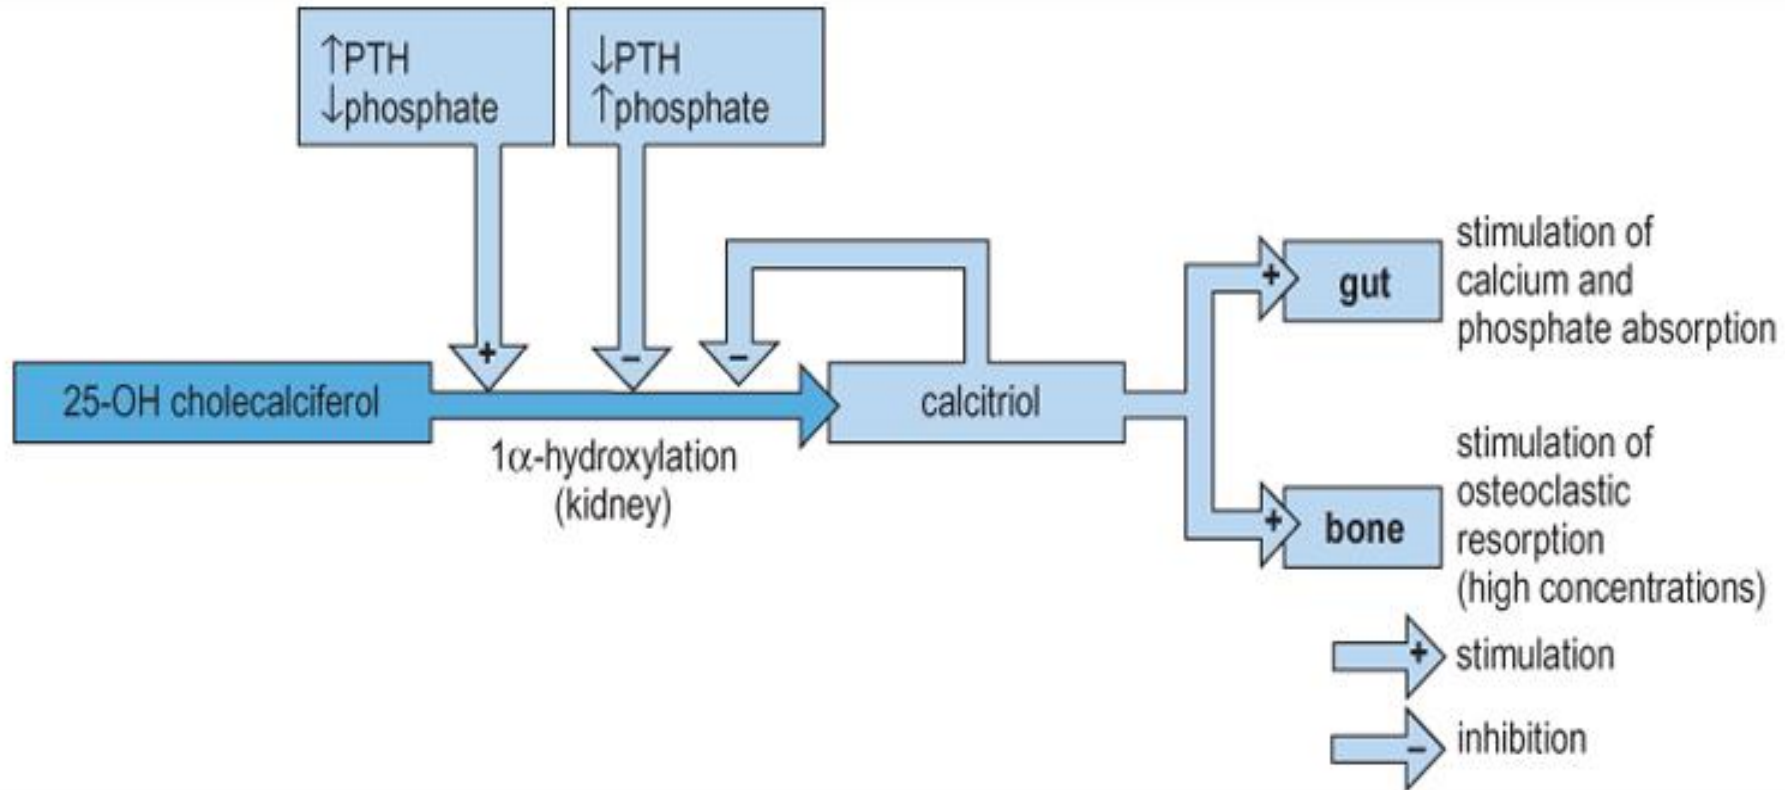 ↑PTH
↓phosphate
↓PTH
↑phosphate
+
−
−
25-OH cholecalciferol
1α-hydroxylation
(kidney)
calcitriol
+
gut
stimulation of
calcium and
phosphate absorption
+
bone
stimulation of
osteoclastic
resorption
(high concentrations)
+
stimulation
−
inhibition